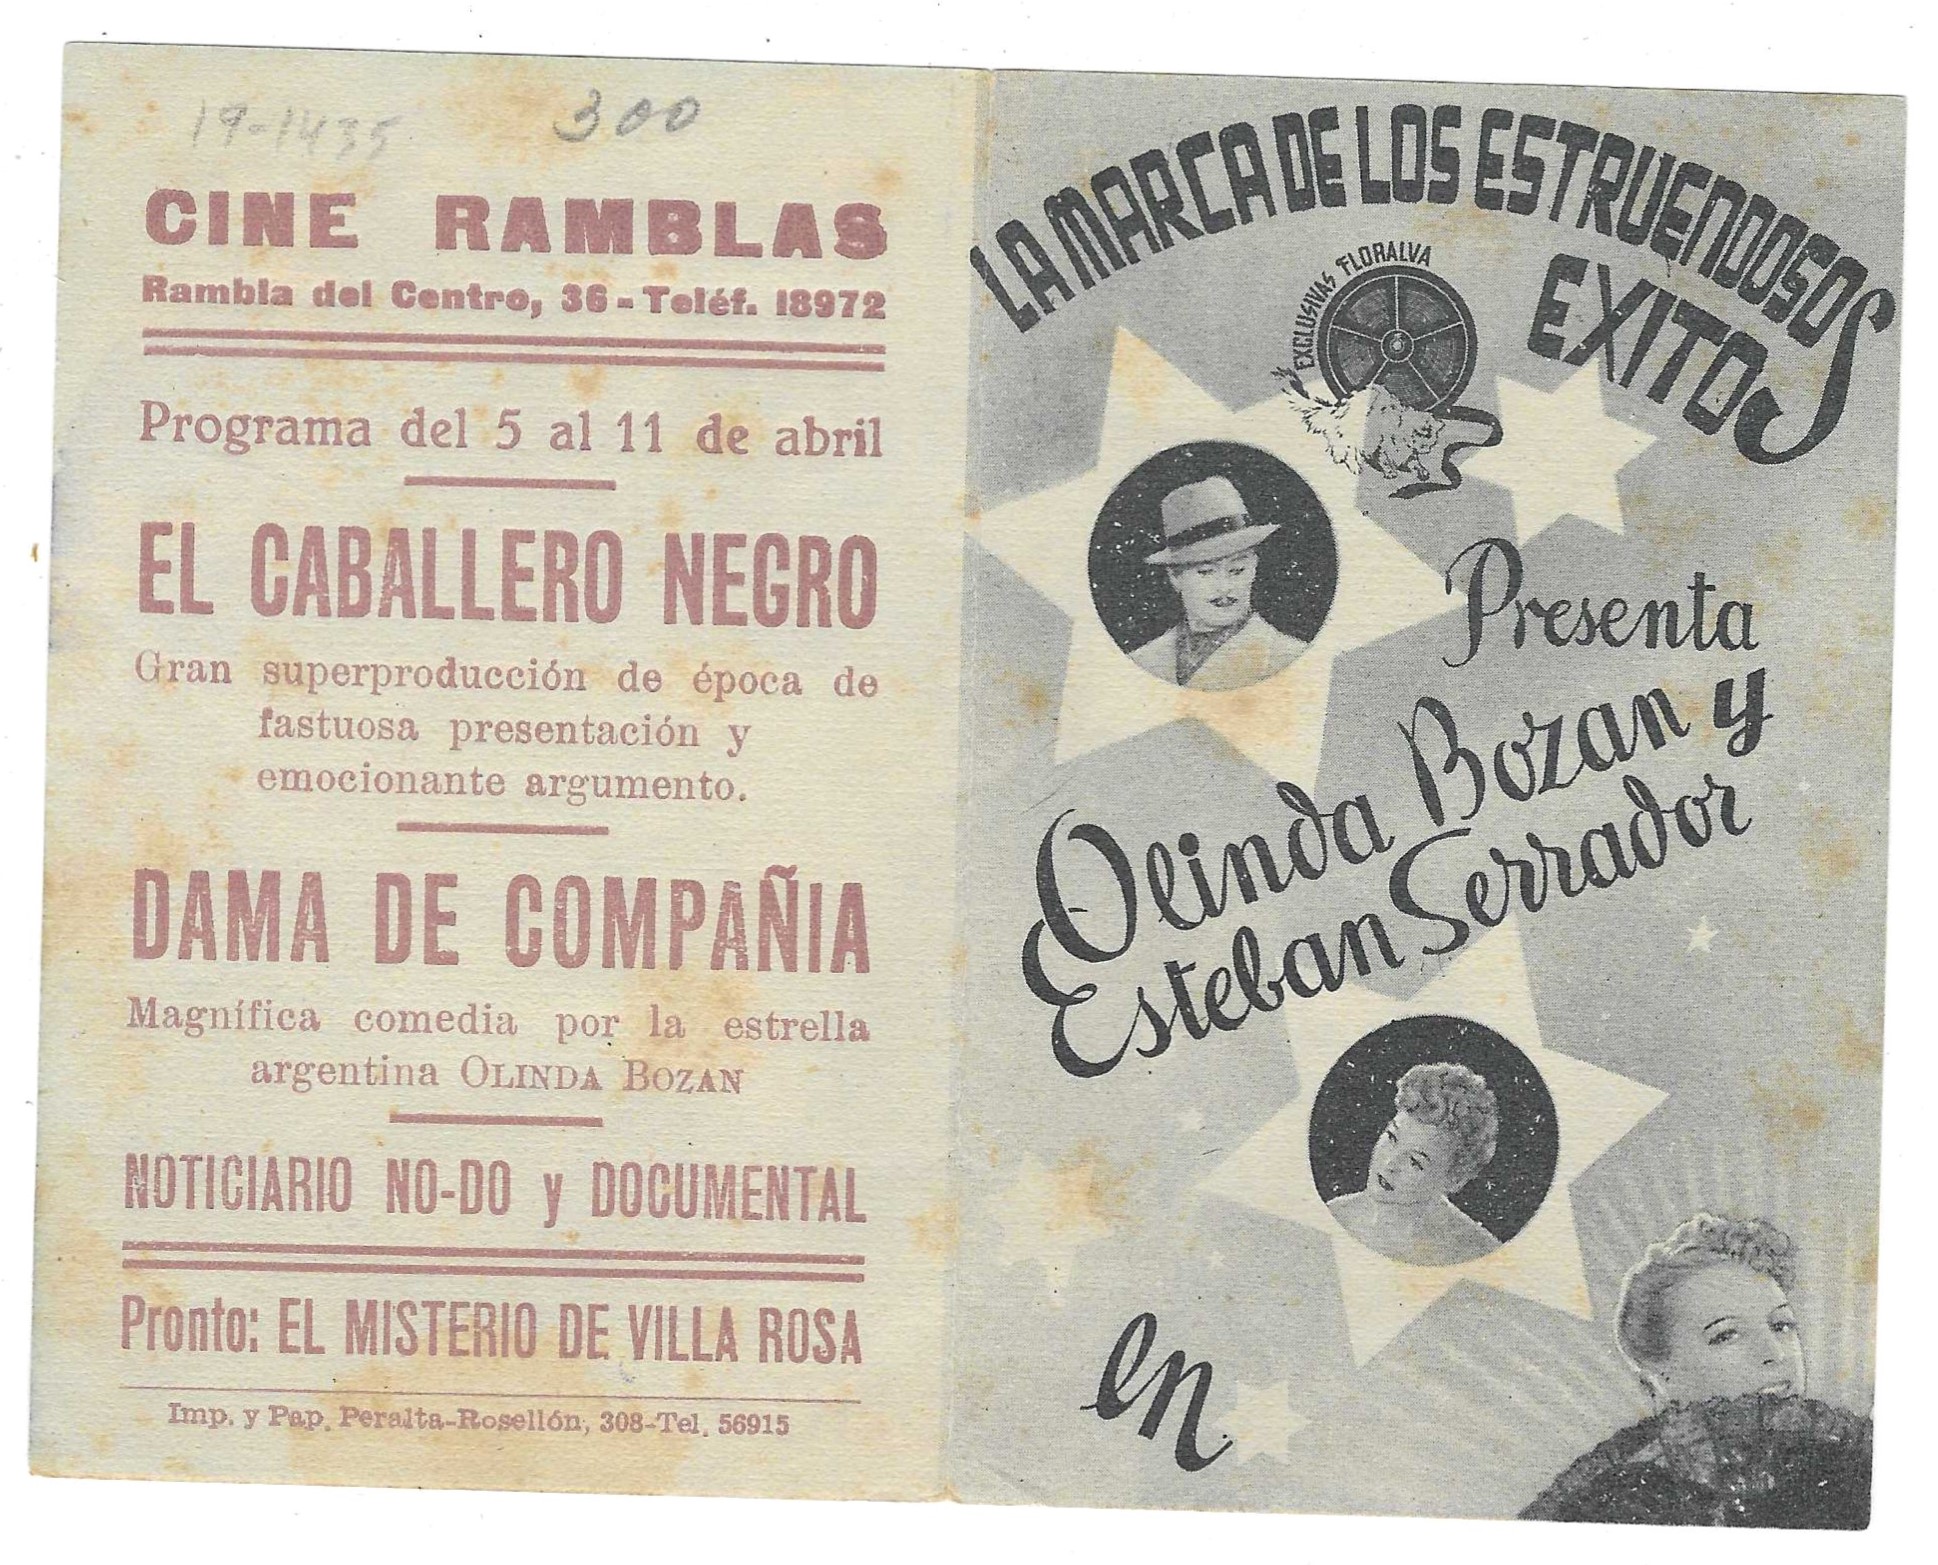 19-1435
300
CINE RAMBLAS
Rambla del Centro, 36 - Teléf. 18972
Programa del 5 al 11 de abril
EL CABALLERO NEGRO
Gran superproducción de época de
fastuosa presentación y
emocionante argumento.
DAMA DE COMPAÑIA
Magnífica comedia por la estrella
argentina OLINDA BOZAN
NOTICIARIO NO-DO y DOCUMENTAL
Pronto: EL MISTERIO DE VILLA ROSA
Imp. y Pap. Peralta-Rosellón, 308-Tel. 56915
LA MARCA DE LOS ESTRUENDOSOS
EXITOS
EXCLUSIVAS FLORALVA
Presenta
Olinda Bozan y
Esteban Serrador
en